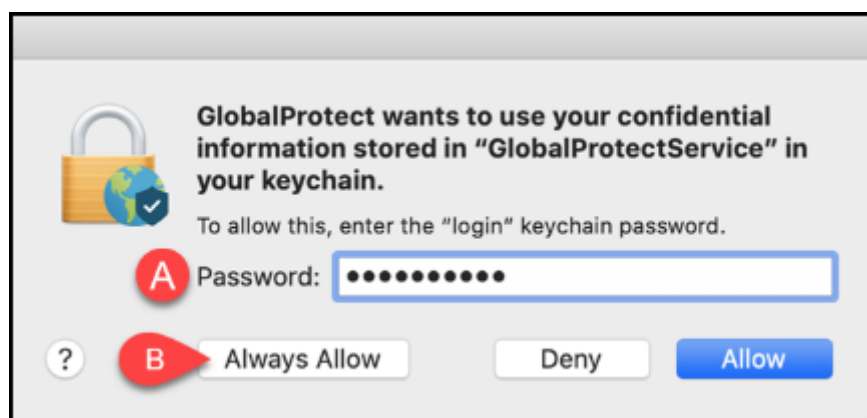 GlobalProtect wants to use your confidential
information stored in “GlobalProtectService” in
your keychain.
To allow this, enter the “login” keychain password.
A Password: ••••••••••
? B Always Allow Deny Allow